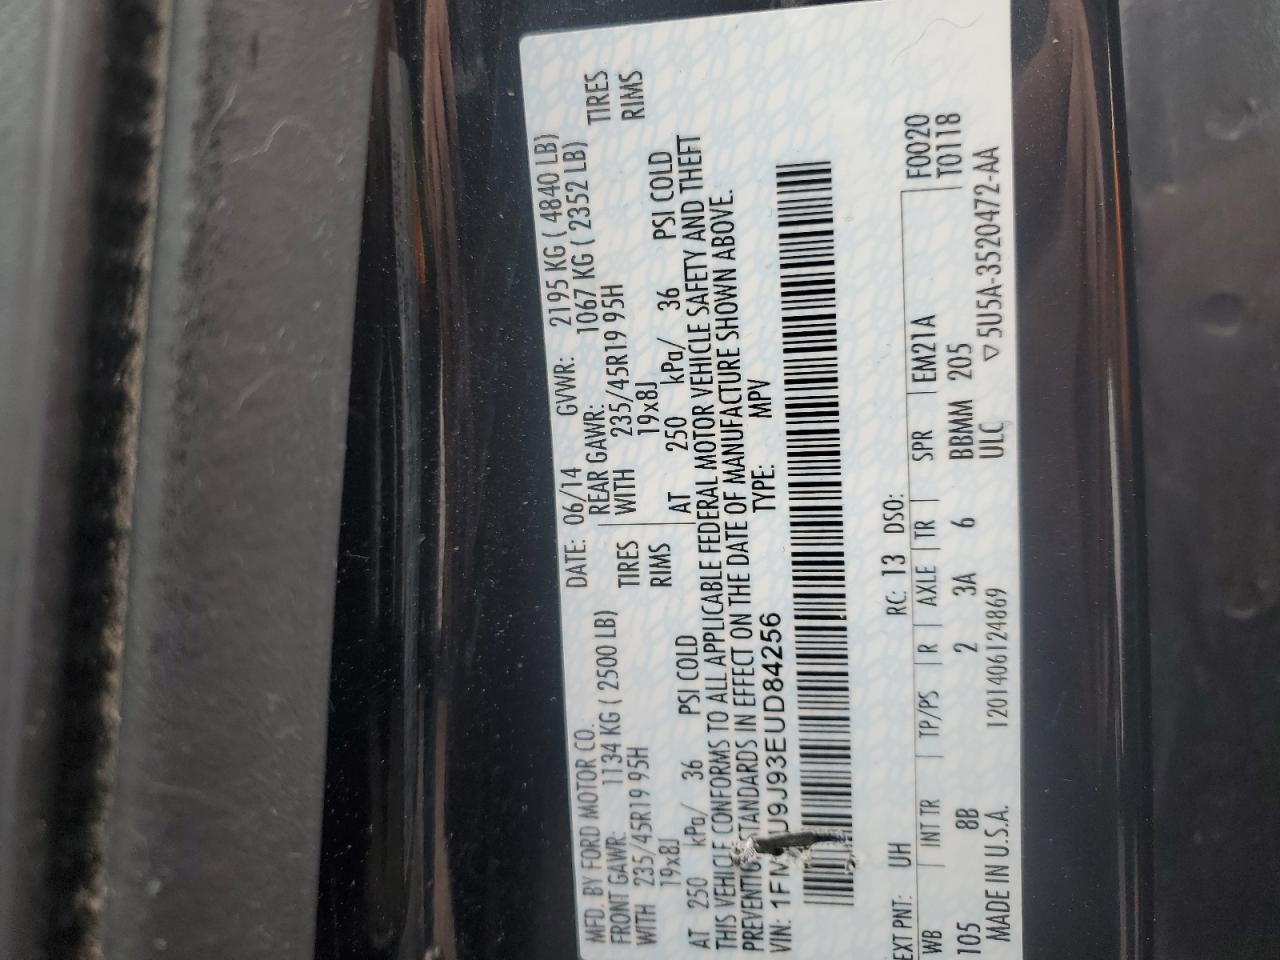 MFD. BY FORD MOTOR CO.
DATE: 06/14 GVWR: 2195 KG ( 4840 LB)
FRONT GAWR: 1134 KG ( 2500 LB) REAR GAWR: 1067 KG ( 2352 LB)
WITH 235/45R19 95H TIRES WITH 235/45R19 95H TIRES
19x8J RIMS 19x8J RIMS
AT 250 kPa/ 36 PSI COLD AT 250 kPa/ 36 PSI COLD
THIS VEHICLE CONFORMS TO ALL APPLICABLE FEDERAL MOTOR VEHICLE SAFETY AND THEFT
PREVENTION STANDARDS IN EFFECT ON THE DATE OF MANUFACTURE SHOWN ABOVE.
VIN: 1FM U9J93EUD84256 TYPE: MPV
EXT PNT: UH RC: 13 DSO: F0020
WB INT TR TP/PS R AXLE TR SPR EM21A T0118
105 8B 2 3A 6 BBMM 205
MADE IN U.S.A. 1201406124869 ULC ▽5U5A-3520472-AA